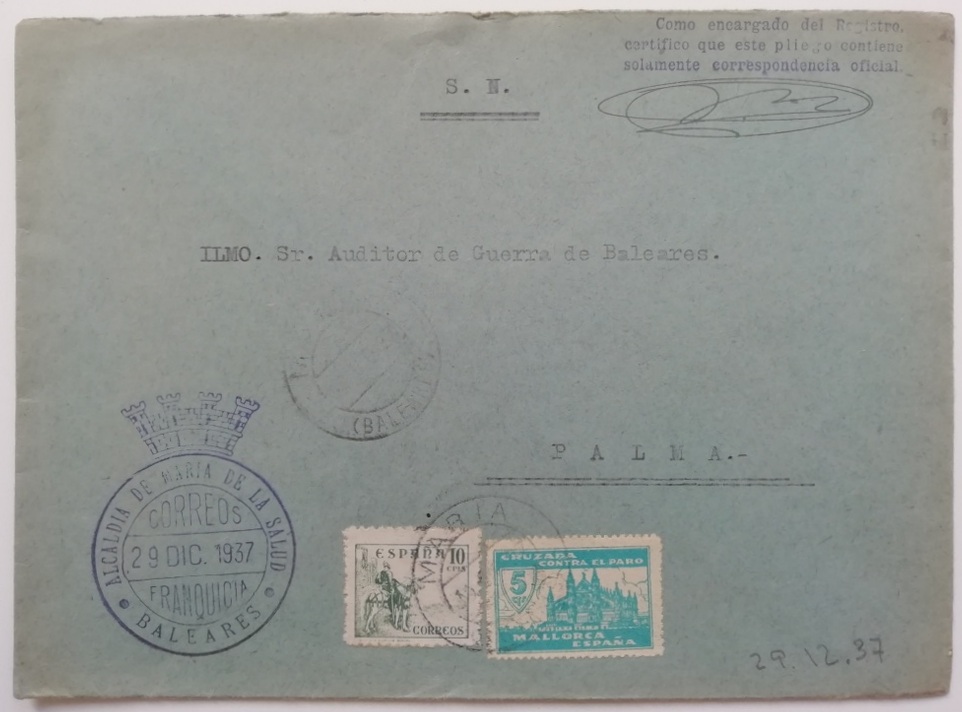 Como encargado del Registro,
certifico que este pliego contiene
solamente correspondencia oficial.
S. N.
ILMO. Sr. Auditor de Guerra de Baleares.
(BALEARES)
P A L M A.-
ALCALDIA DE MARIA DE LA SALUD
CORREOS
29 DIC. 1937
FRANQUICIA
BALEARES
MARIA
ESPAÑA 10
CTS
CORREOS
CRUZADA
CONTRA EL PARO
5
MALLORCA
ESPAÑA
29.12.37